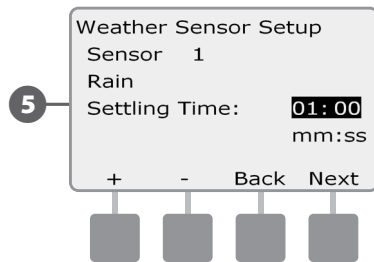 Weather Sensor Setup
Sensor 1
Rain
5
Settling Time: 01:00
mm:ss
+ - Back Next